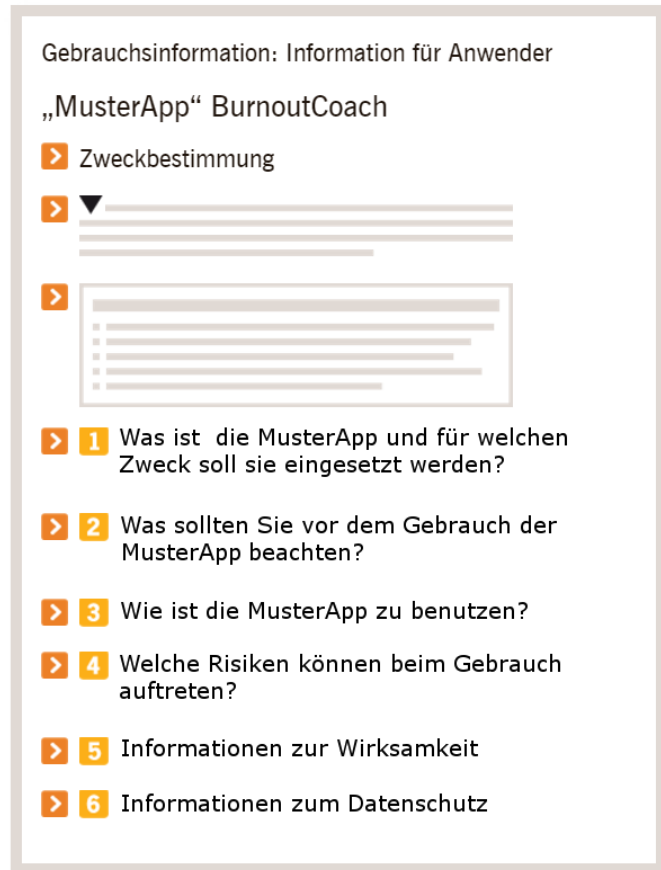 Gebrauchsinformation: Information für Anwender
„MusterApp“ BurnoutCoach
Zweckbestimmung
1 Was ist die MusterApp und für welchen
Zweck soll sie eingesetzt werden?
2 Was sollten Sie vor dem Gebrauch der
MusterApp beachten?
3 Wie ist die MusterApp zu benutzen?
4 Welche Risiken können beim Gebrauch
auftreten?
5 Informationen zur Wirksamkeit
6 Informationen zum Datenschutz